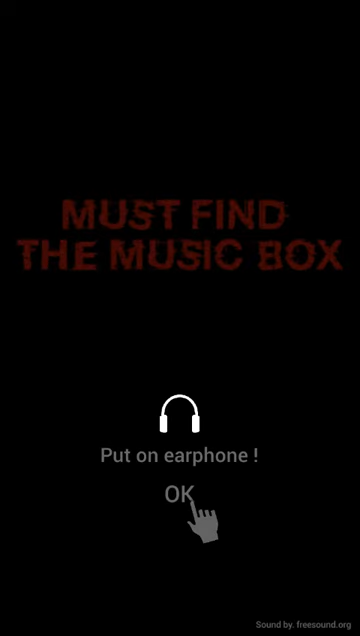 MUST FIND
THE MUSIC BOX
Put on earphone !
OK
Sound by. freesound.org